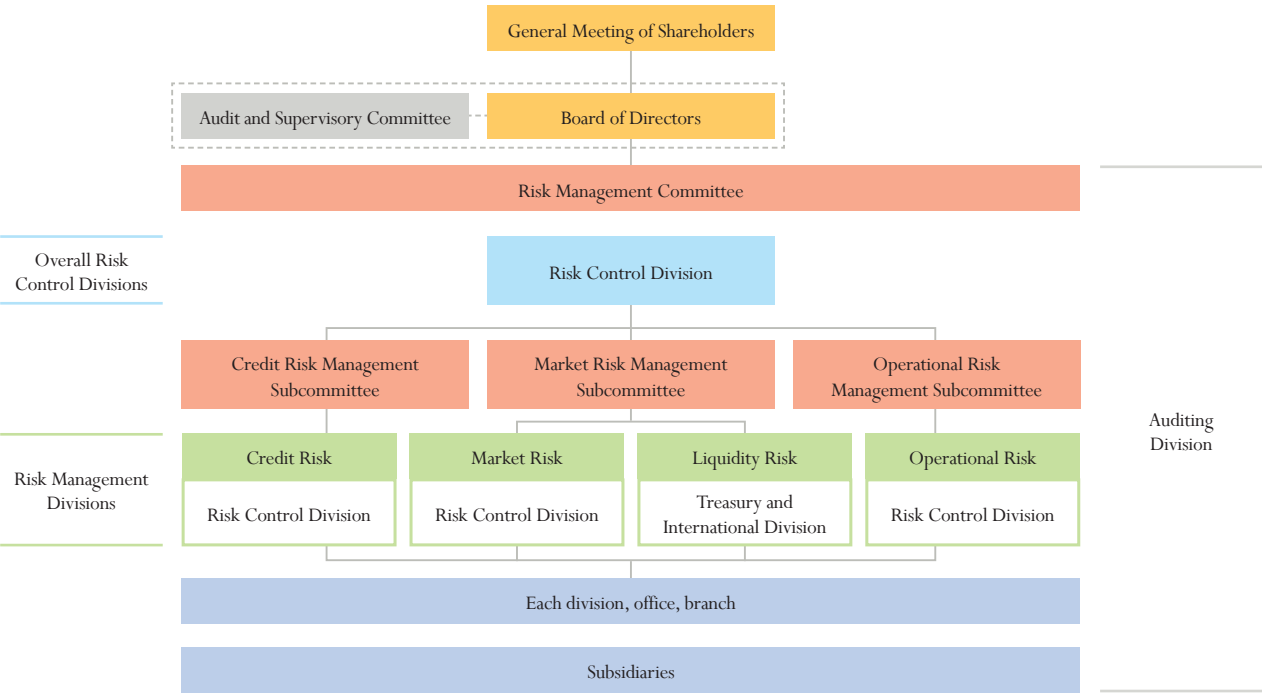 General Meeting of Shareholders
Audit and Supervisory Committee
Board of Directors
Risk Management Committee
Overall Risk
Control Divisions
Risk Control Division
Credit Risk Management
Subcommittee
Market Risk Management
Subcommittee
Operational Risk
Management Subcommittee
Auditing
Division
Risk Management
Divisions
Credit Risk
Risk Control Division
Market Risk
Risk Control Division
Liquidity Risk
Treasury and
International Division
Operational Risk
Risk Control Division
Each division, office, branch
Subsidiaries